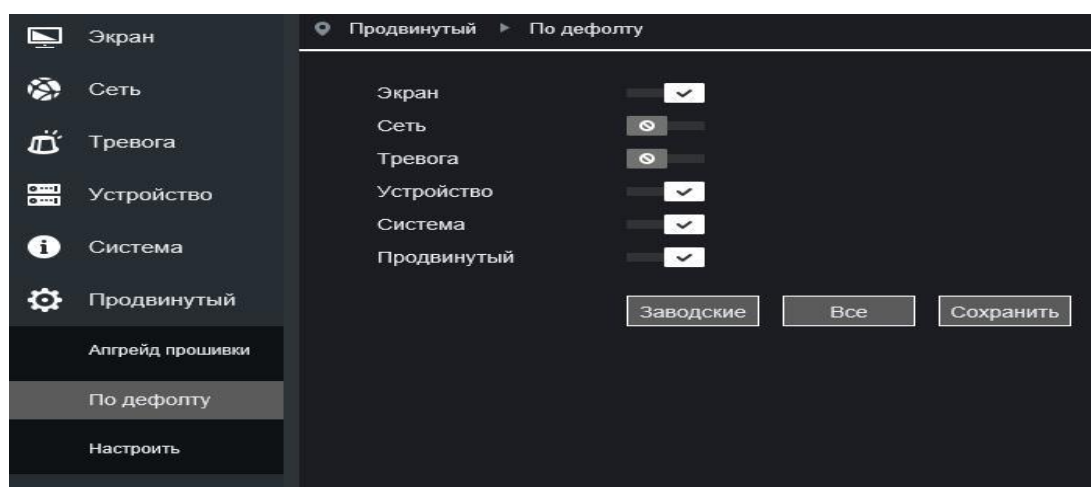 Экран
Сеть
Тревога
Устройство
Система
Продвинутый
Апгрейд прошивки
По дефолту
Настроить
Продвинутый По дефолту
Экран
Сеть
Тревога
Устройство
Система
Продвинутый
Заводские Все Сохранить